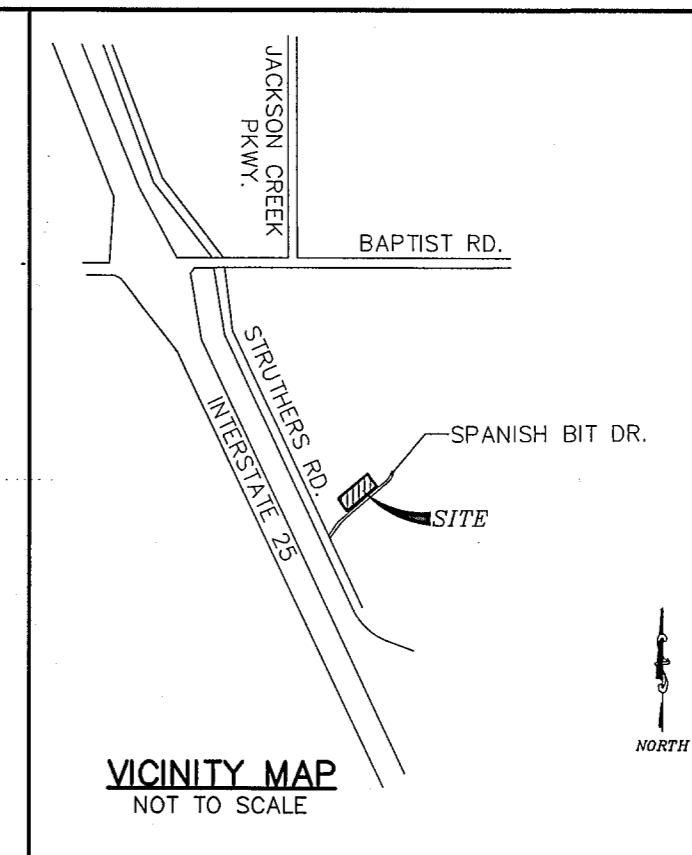 JACKSON CREEK
PKWY.
BAPTIST RD.
STRUTHERS RD.
INTERSTATE 25
SPANISH BIT DR.
SITE
NORTH
VICINITY MAP
NOT TO SCALE